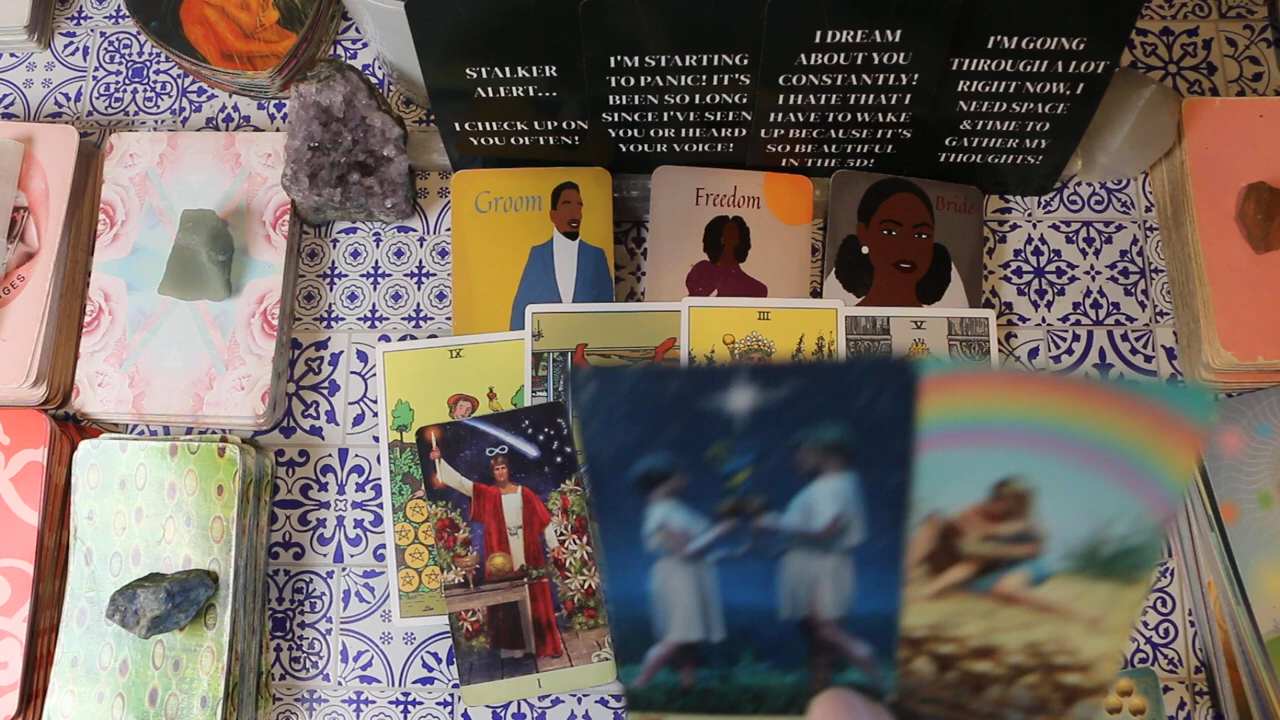 STALKER
ALERT...
I CHECK UP ON
YOU OFTEN!
I'M STARTING
TO PANIC! IT'S
BEEN SO LONG
SINCE I'VE SEEN
YOU OR HEARD
YOUR VOICE!
I DREAM
ABOUT YOU
CONSTANTLY!
I HATE THAT I
HAVE TO WAKE
UP BECAUSE IT'S
SO BEAUTIFUL
IN THE 5D!
I'M GOING
THROUGH A LOT
RIGHT NOW, I
NEED SPACE
&TIME TO
GATHER MY
THOUGHTS!
Groom
Freedom
Bride
IX
III
V
I